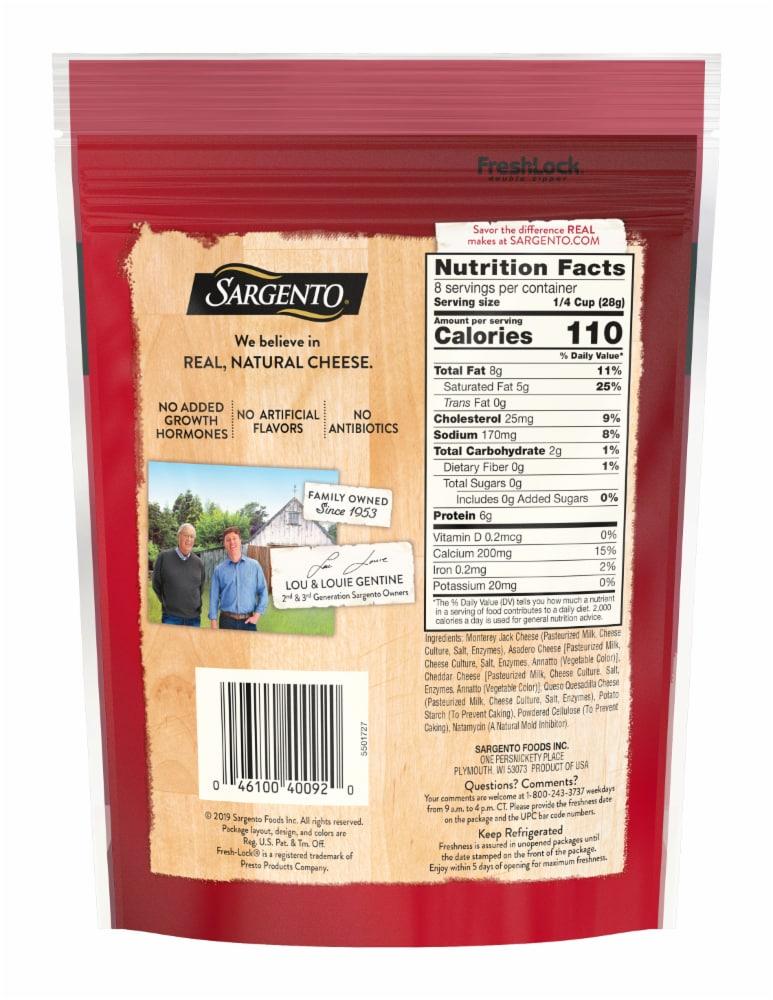 FreshLock
double zipper
Savor the difference REAL
makes at SARGENTO.COM
SARGENTO®
We believe in
REAL, NATURAL CHEESE.
NO ADDED
GROWTH
HORMONES
NO ARTIFICIAL
FLAVORS
NO
ANTIBIOTICS
FAMILY OWNED
Since 1953
Lou Louie
LOU & LOUIE GENTINE
2nd & 3rd Generation Sargento Owners
5501727
0 46100 40092 0
© 2019 Sargento Foods Inc. All rights reserved.
Package layout, design, and colors are
Reg. U.S. Pat. & Tm. Off.
Fresh-Lock® is a registered trademark of
Presto Products Company.
Nutrition Facts
8 servings per container
Serving size 1/4 Cup (28g)
Amount per serving
Calories 110
% Daily Value*
Total Fat 8g 11%
Saturated Fat 5g 25%
Trans Fat 0g
Cholesterol 25mg 9%
Sodium 170mg 8%
Total Carbohydrate 2g 1%
Dietary Fiber 0g 1%
Total Sugars 0g
Includes 0g Added Sugars 0%
Protein 6g
Vitamin D 0.2mcg 0%
Calcium 200mg 15%
Iron 0.2mg 2%
Potassium 20mg 0%
*The % Daily Value (DV) tells you how much a nutrient
in a serving of food contributes to a daily diet. 2,000
calories a day is used for general nutrition advice.
Ingredients: Monterey Jack Cheese (Pasteurized Milk, Cheese
Culture, Salt, Enzymes), Asadero Cheese [Pasteurized Milk,
Cheese Culture, Salt, Enzymes, Annatto (Vegetable Color)],
Cheddar Cheese [Pasteurized Milk, Cheese Culture, Salt,
Enzymes, Annatto (Vegetable Color)], Queso Quesadilla Cheese
(Pasteurized Milk, Cheese Culture, Salt, Enzymes), Potato
Starch (To Prevent Caking), Powdered Cellulose (To Prevent
Caking), Natamycin (A Natural Mold Inhibitor).
SARGENTO FOODS INC.
ONE PERSNICKETY PLACE
PLYMOUTH, WI 53073 PRODUCT OF USA
Questions? Comments?
Your comments are welcome at 1-800-243-3737 weekdays
from 9 a.m. to 4 p.m. CT. Please provide the freshness date
on the package and the UPC bar code numbers.
Keep Refrigerated
Freshness is assured in unopened packages until
the date stamped on the front of the package.
Enjoy within 5 days of opening for maximum freshness.